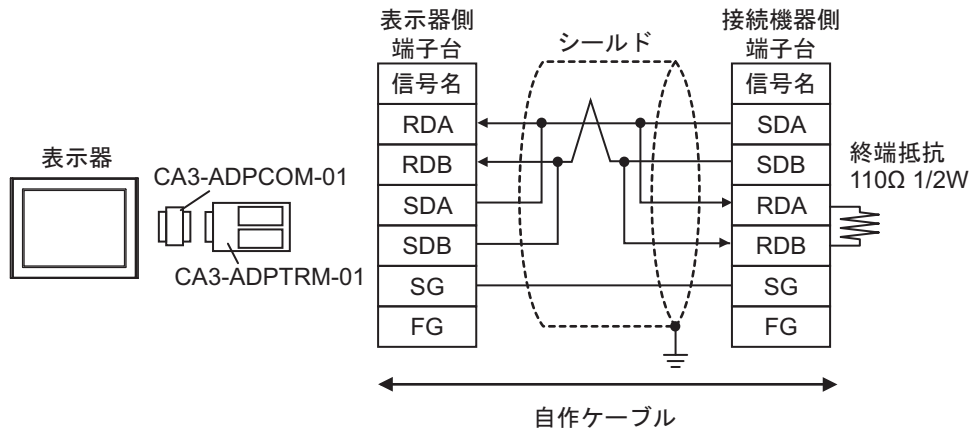 表示器
CA3-ADPCOM-01
CA3-ADPTRM-01
表示器側
端子台
信号名
RDA
RDB
SDA
SDB
SG
FG
シールド
接続機器側
端子台
信号名
SDA
SDB
RDA
RDB
SG
FG
終端抵抗
110Ω 1/2W
自作ケーブル